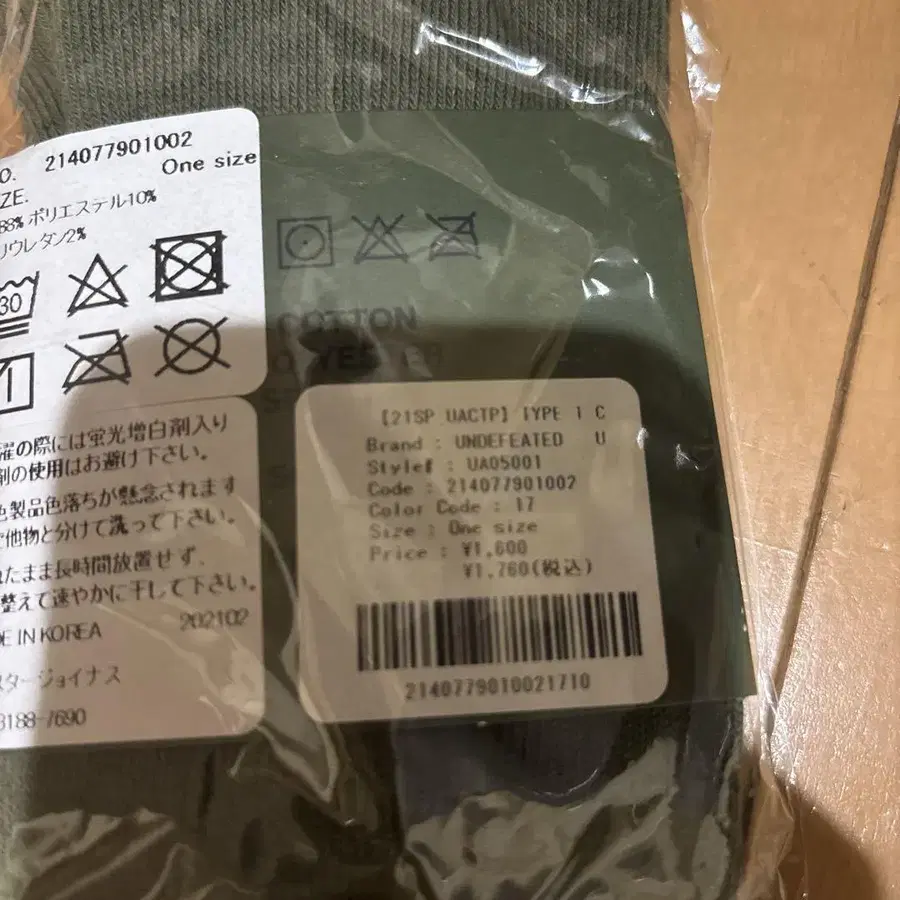 O. 214077901002
ZE. One size
88% ポリエステル10%
リウレタン2%
30
COTTON
濯の際には蛍光増白剤入り
剤の使用はお避け下さい。
色製品色落ちが懸念されます
で他物と分けて洗って下さい。
れたまま長時間放置せず、
整えて速やかに干して下さい。
DE IN KOREA 202102
スタージョイナス
3188-7690
【21SP UACTP】TYPE 1 C
Brand : UNDEFEATED U
Style# : UA05001
Code : 214077901002
Color Code : 17
Size : One size
Price : ¥1,600
¥1,760(税込)
2140779010021710